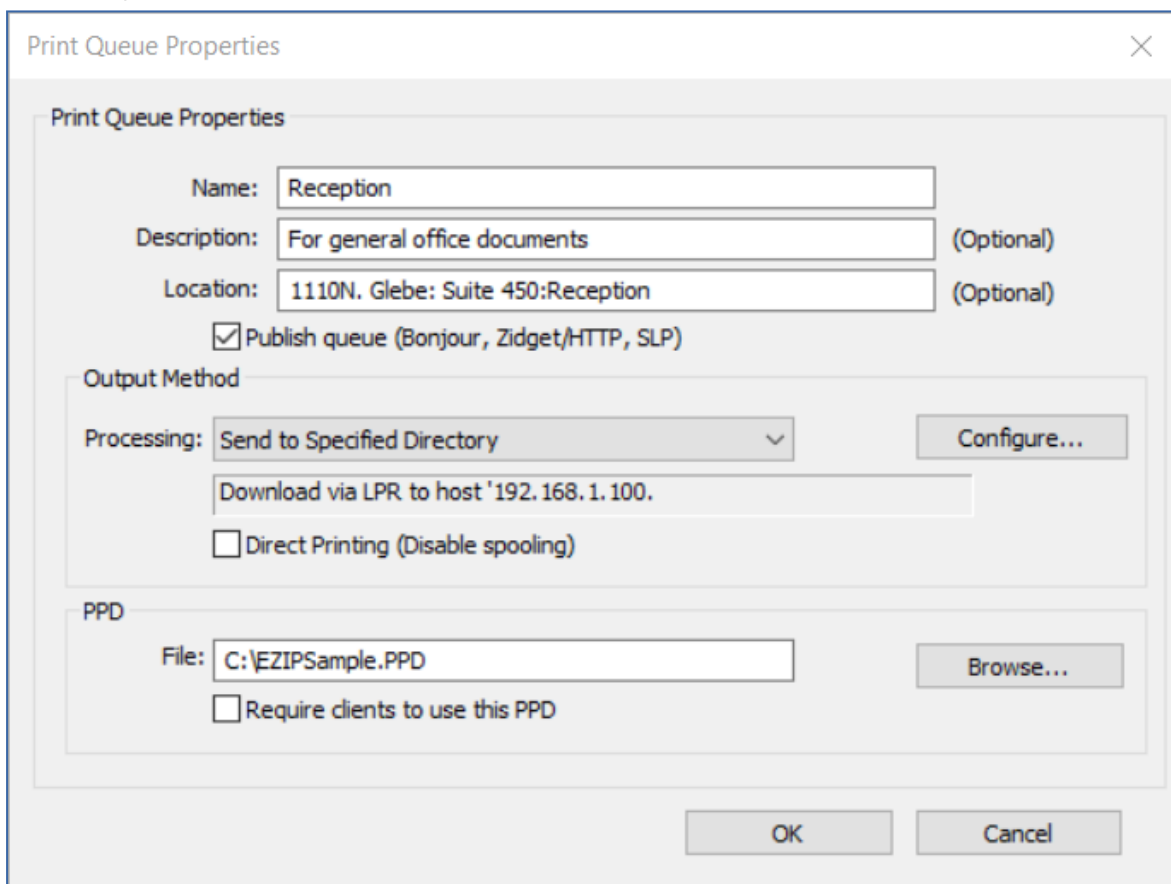 Print Queue Properties
Print Queue Properties
Name: Reception
Description: For general office documents (Optional)
Location: 1110N. Glebe: Suite 450:Reception (Optional)
Publish queue (Bonjour, Zidget/HTTP, SLP)
Output Method
Processing: Send to Specified Directory Configure...
Download via LPR to host '192.168.1.100.
Direct Printing (Disable spooling)
PPD
File: C:\EZIPSample.PPD Browse...
Require clients to use this PPD
OK Cancel